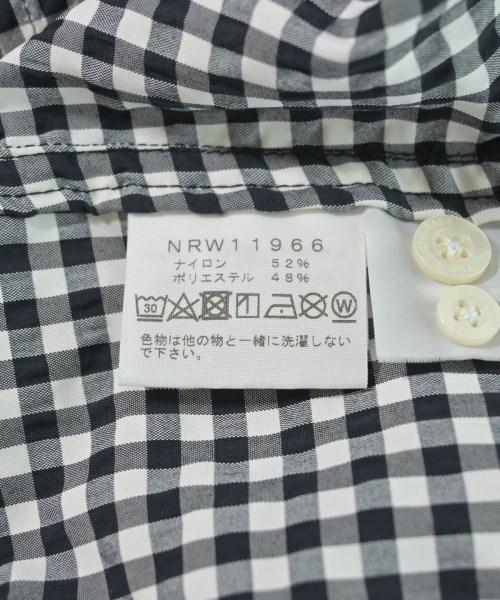 NRW11966
ナイロン 52%
ポリエステル 48%
30 W
色物は他の物と一緒に洗濯しない
で下さい。